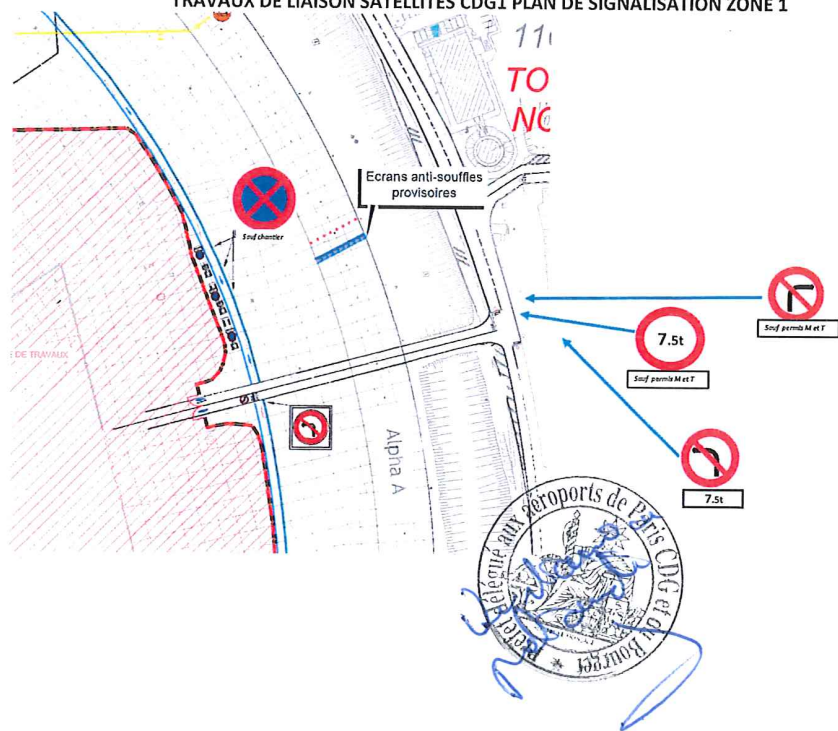 TRAVAUX DE LIAISON SATELLITES CDG1 PLAN DE SIGNALISATION ZONE 1
TO
NO
Ecrans anti-souffles
provisoires
Sauf chantier
Sauf permis M et T
7.5t
Sauf permis M et T
E DE TRAVAUX
Alpha A
7.5t
Préfet délégué aux aéroports de Paris CDG et du Bourget *